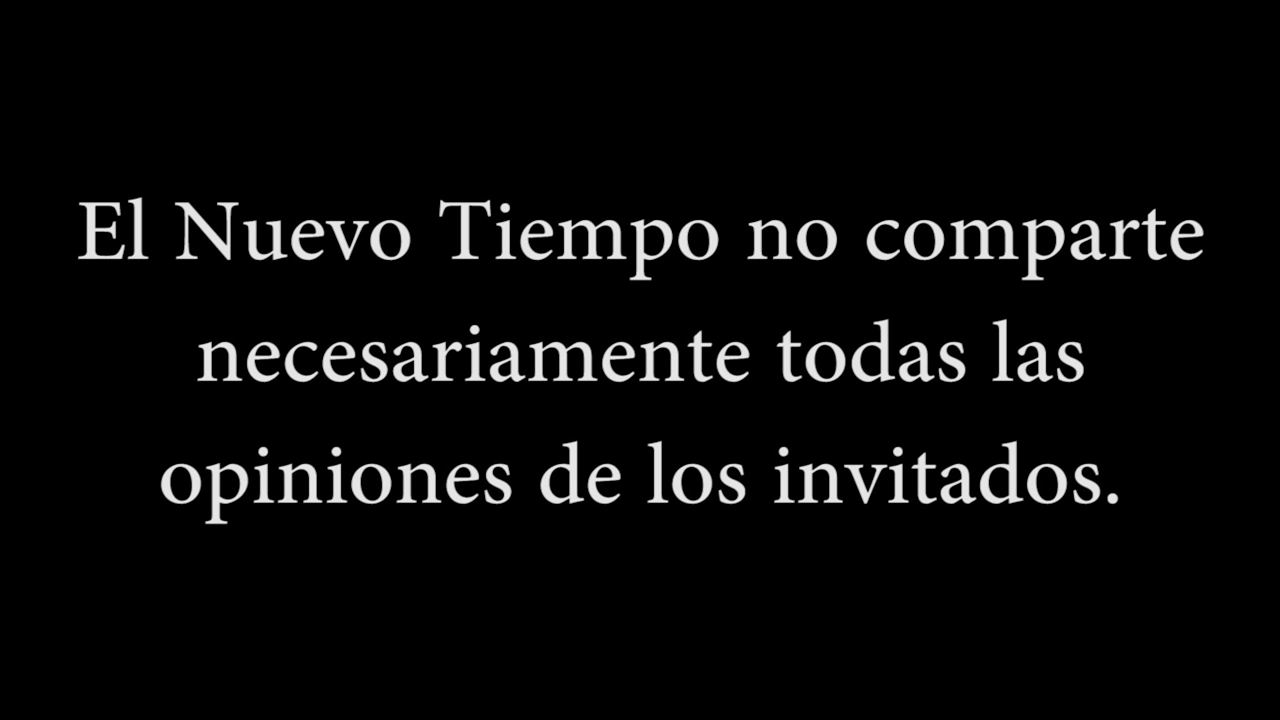 El Nuevo Tiempo no comparte
necesariamente todas las
opiniones de los invitados.